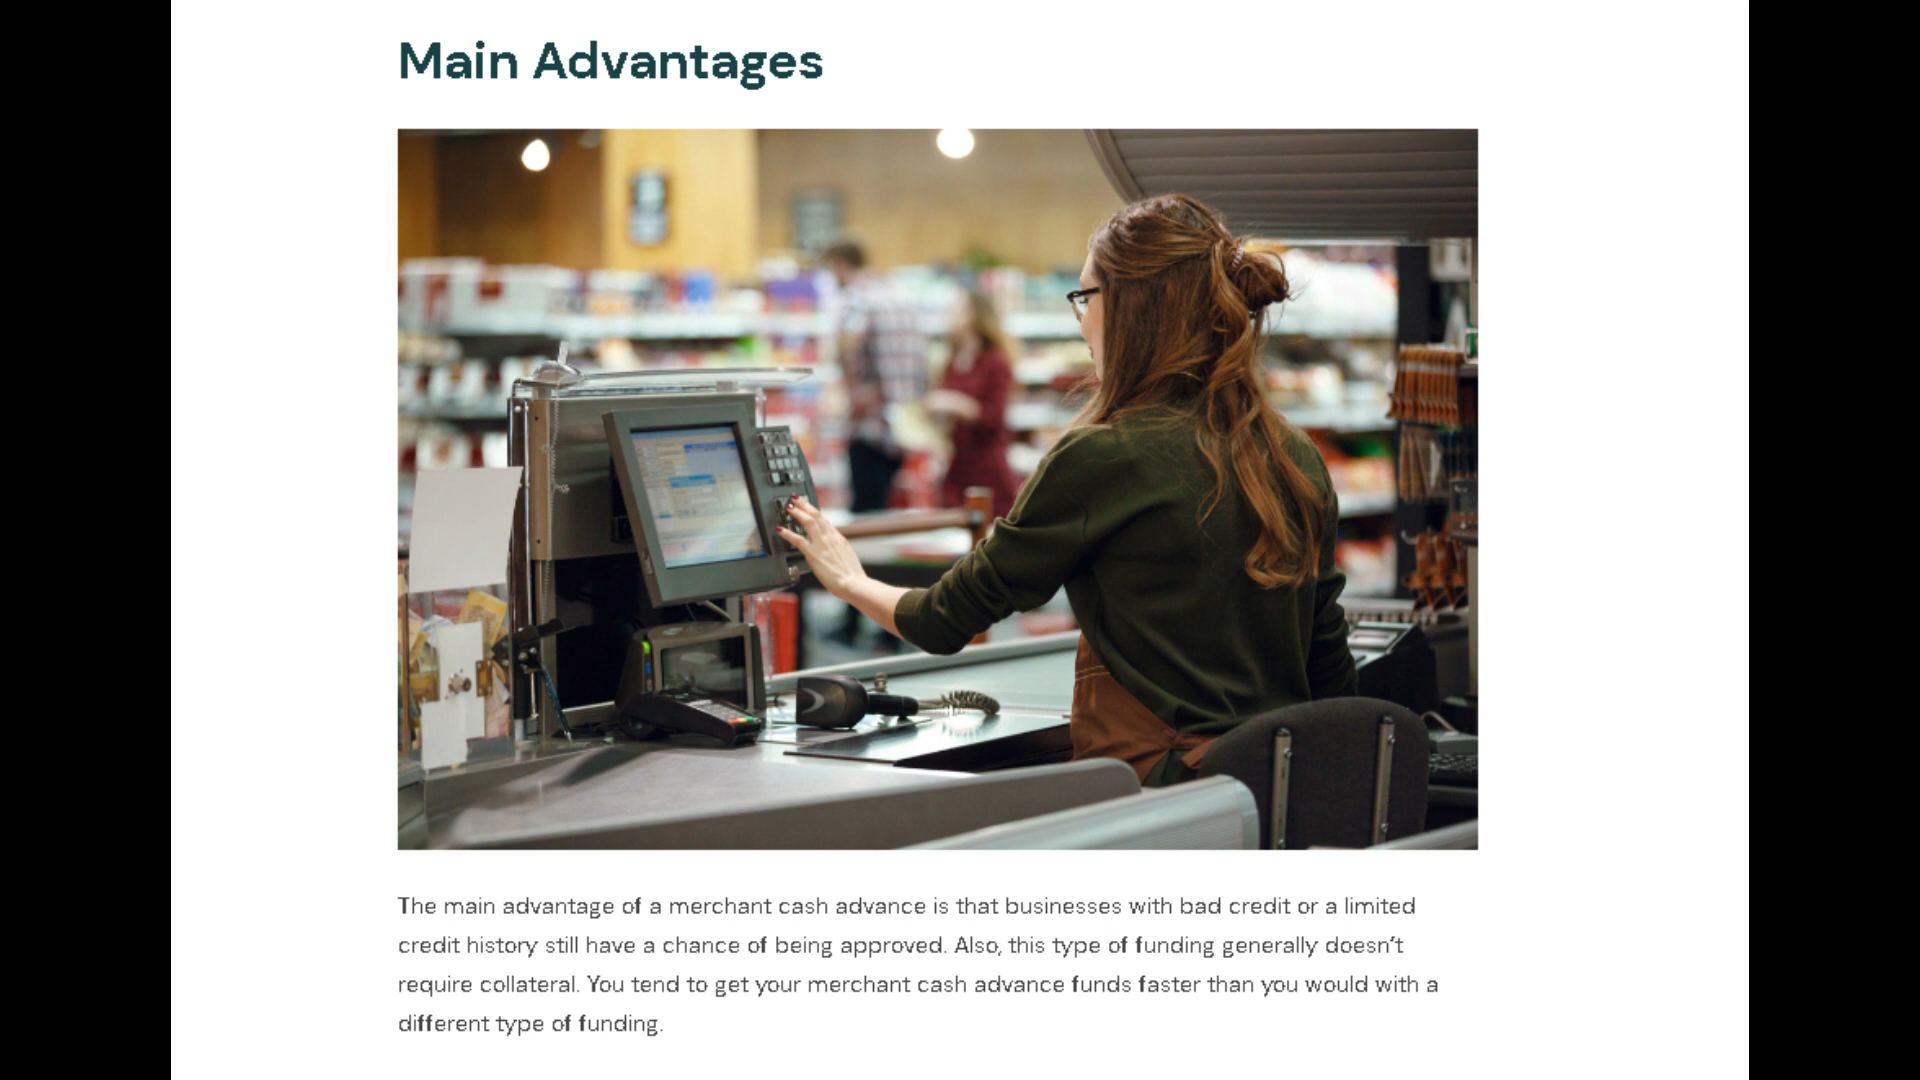 Main Advantages
The main advantage of a merchant cash advance is that businesses with bad credit or a limited
credit history still have a chance of being approved. Also, this type of funding generally doesn’t
require collateral. You tend to get your merchant cash advance funds faster than you would with a
different type of funding.